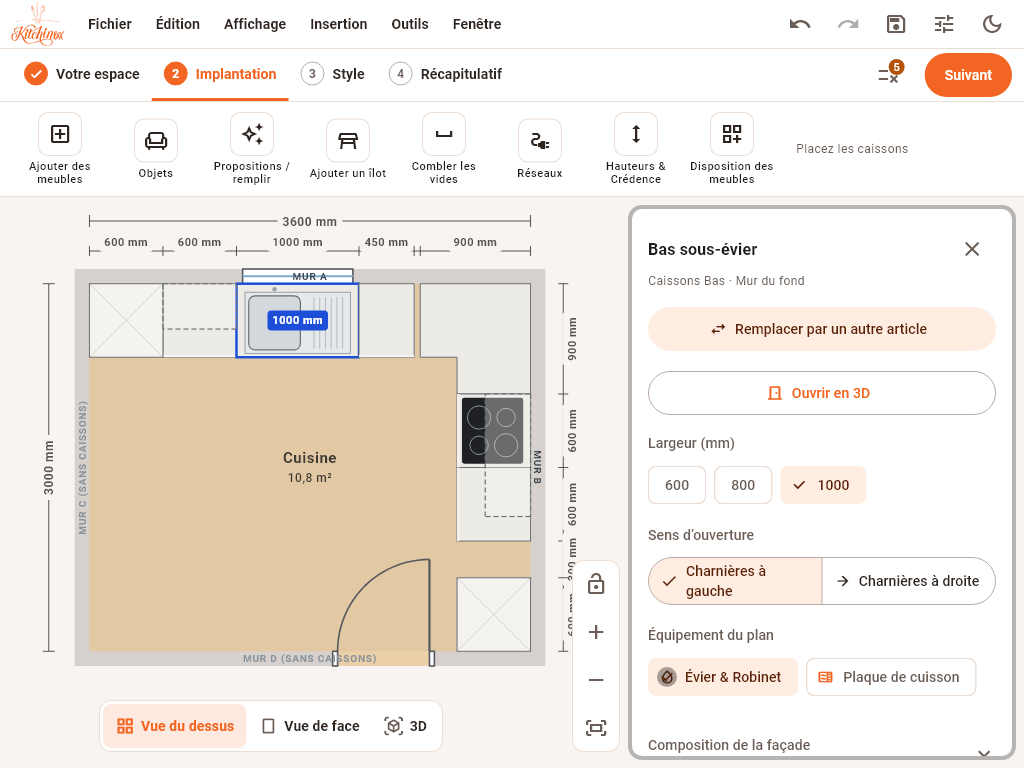 Kitchinox
Fichier Édition Affichage Insertion Outils Fenêtre
Votre espace
2 Implantation
3 Style
4 Récapitulatif
5
Suivant
Ajouter des
meubles
Objets
Propositions /
remplir
Ajouter un îlot
Combler les
vides
Réseaux
Hauteurs &
Crédence
Disposition des
meubles
Placez les caissons
3600 mm
600 mm 600 mm 1000 mm 450 mm 900 mm
MUR A
1000 mm
900 mm
600 mm
600 mm
300 mm
600 mm
3000 mm
MUR C (SANS CAISSONS)
MUR B
Cuisine
10,8 m²
MUR D (SANS CAISSONS)
Vue du dessus
Vue de face
3D
Bas sous-évier
Caissons Bas · Mur du fond
Remplacer par un autre article
Ouvrir en 3D
Largeur (mm)
600 800 1000
Sens d’ouverture
Charnières à
gauche
Charnières à droite
Équipement du plan
Évier & Robinet
Plaque de cuisson
Composition de la façade